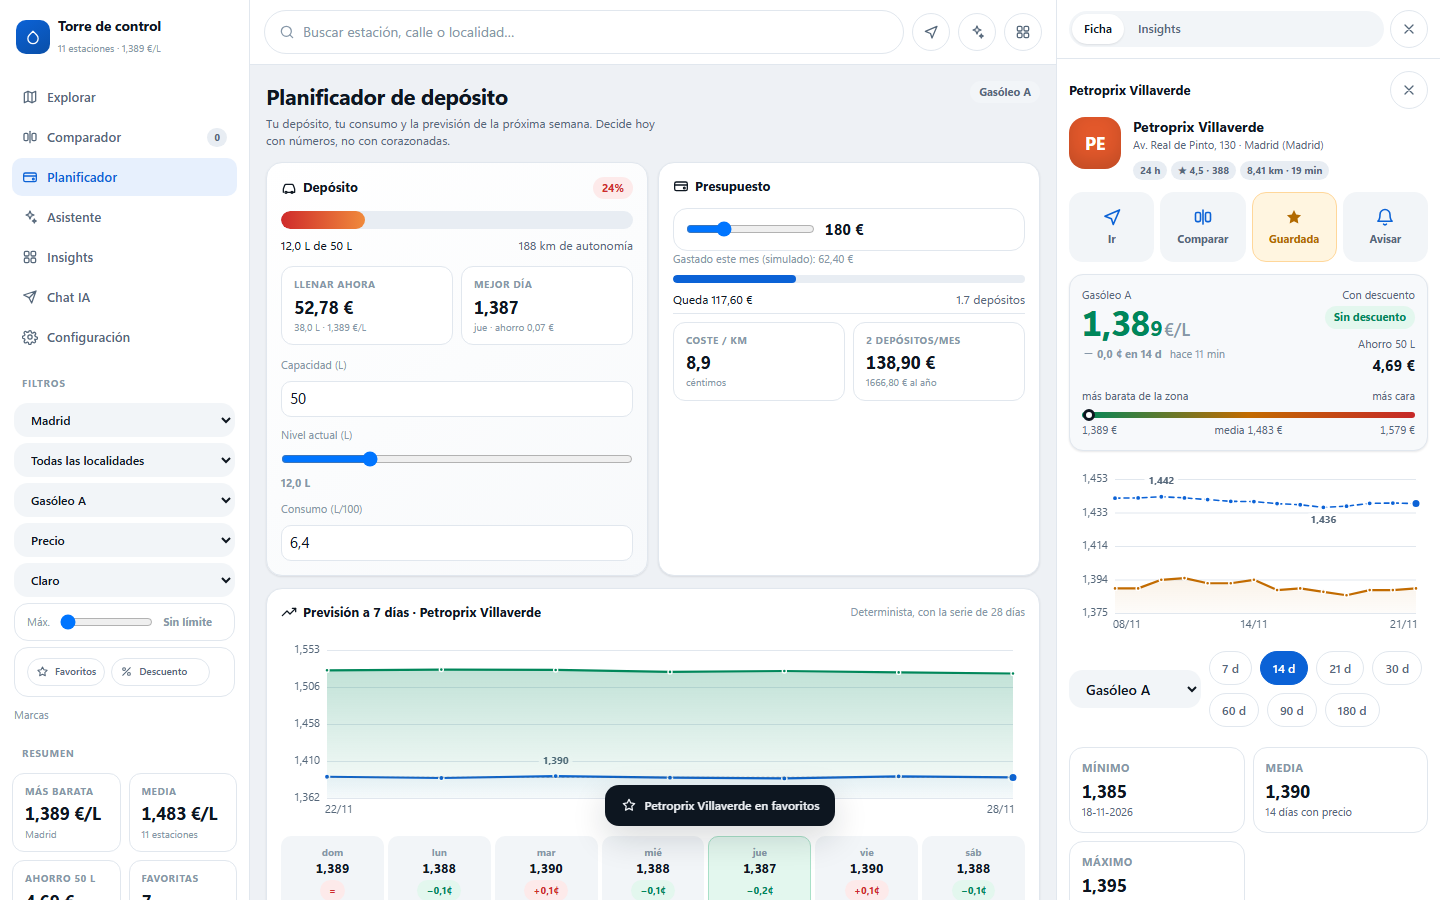 Torre de control
11 estaciones · 1,389 €/L
Explorar
Comparador
0
Planificador
Asistente
Insights
Chat IA
Configuración
FILTROS
Madrid
Todas las localidades
Gasóleo A
Precio
Claro
Máx.
Sin límite
Favoritos
Descuento
Marcas
RESUMEN
MÁS BARATA
1,389 €/L
Madrid
MEDIA
1,483 €/L
11 estaciones
AHORRO 50 L
FAVORITAS
Buscar estación, calle o localidad...
Planificador de depósito
Gasóleo A
Tu depósito, tu consumo y la previsión de la próxima semana. Decide hoy
con números, no con corazonadas.
Depósito
24%
12,0 L de 50 L
188 km de autonomía
LLENAR AHORA
52,78 €
38,0 L · 1,389 €/L
MEJOR DÍA
1,387
jue · ahorro 0,07 €
Capacidad (L)
50
Nivel actual (L)
12,0 L
Consumo (L/100)
6,4
Presupuesto
180 €
Gastado este mes (simulado): 62,40 €
Queda 117,60 €
1.7 depósitos
COSTE / KM
8,9
céntimos
2 DEPÓSITOS/MES
138,90 €
1666,80 € al año
Previsión a 7 días · Petroprix Villaverde
Determinista, con la serie de 28 días
1,553
1,506
1,458
1,410
1,362
1,390
22/11
28/11
Petroprix Villaverde en favoritos
dom
1,389
=
lun
1,388
−0,1¢
mar
1,390
+0,1¢
mié
1,388
−0,1¢
jue
1,387
−0,2¢
vie
1,390
+0,1¢
sáb
1,388
−0,1¢
Ficha
Insights
Petroprix Villaverde
PE
Petroprix Villaverde
Av. Real de Pinto, 130 · Madrid (Madrid)
24 h
★ 4,5 · 388
8,41 km · 19 min
Ir
Comparar
Guardada
Avisar
Gasóleo A
1,389 €/L
— 0,0 ¢ en 14 d hace 11 min
Con descuento
Sin descuento
Ahorro 50 L
4,69 €
más barata de la zona
más cara
1,389 €
media 1,483 €
1,579 €
1,453
1,433
1,414
1,394
1,375
1,442
1,436
08/11
14/11
21/11
Gasóleo A
7 d
14 d
21 d
30 d
60 d
90 d
180 d
MÍNIMO
1,385
18-11-2026
MEDIA
1,390
14 días con precio
MÁXIMO
1,395